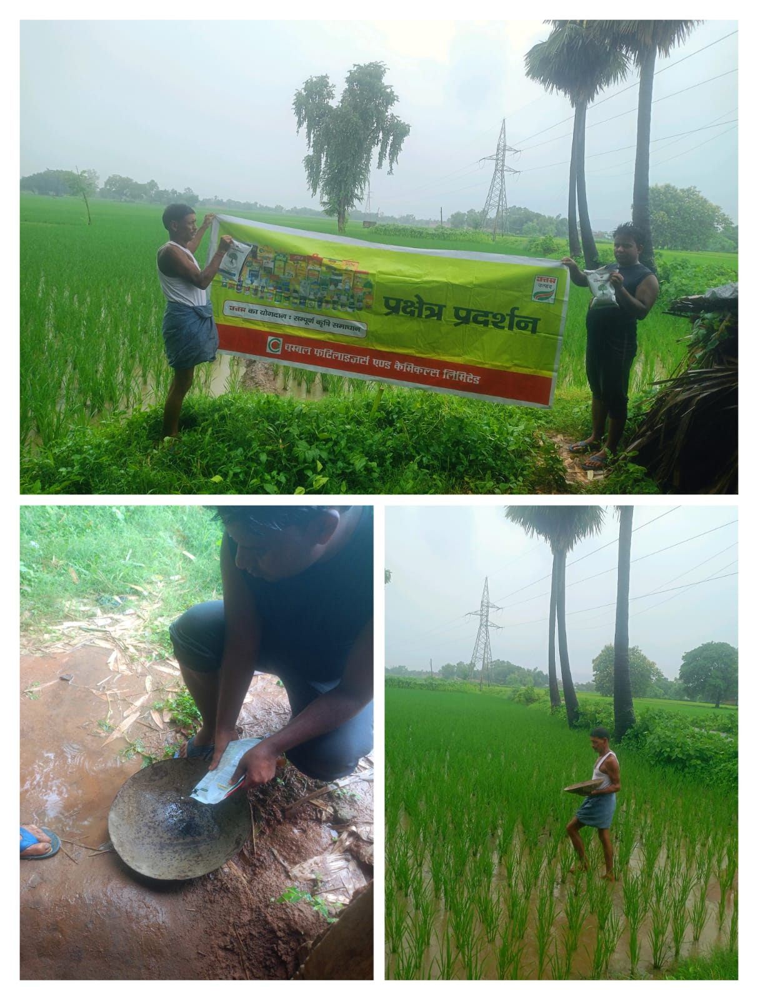 उत्तम
उत्पाद
प्रक्षेत्र प्रदर्शन
उत्तम का योगदान : सम्पूर्ण कृषि समाधान
चम्बल फर्टिलाइज़र्स एण्ड केमिकल्स लिमिटेड